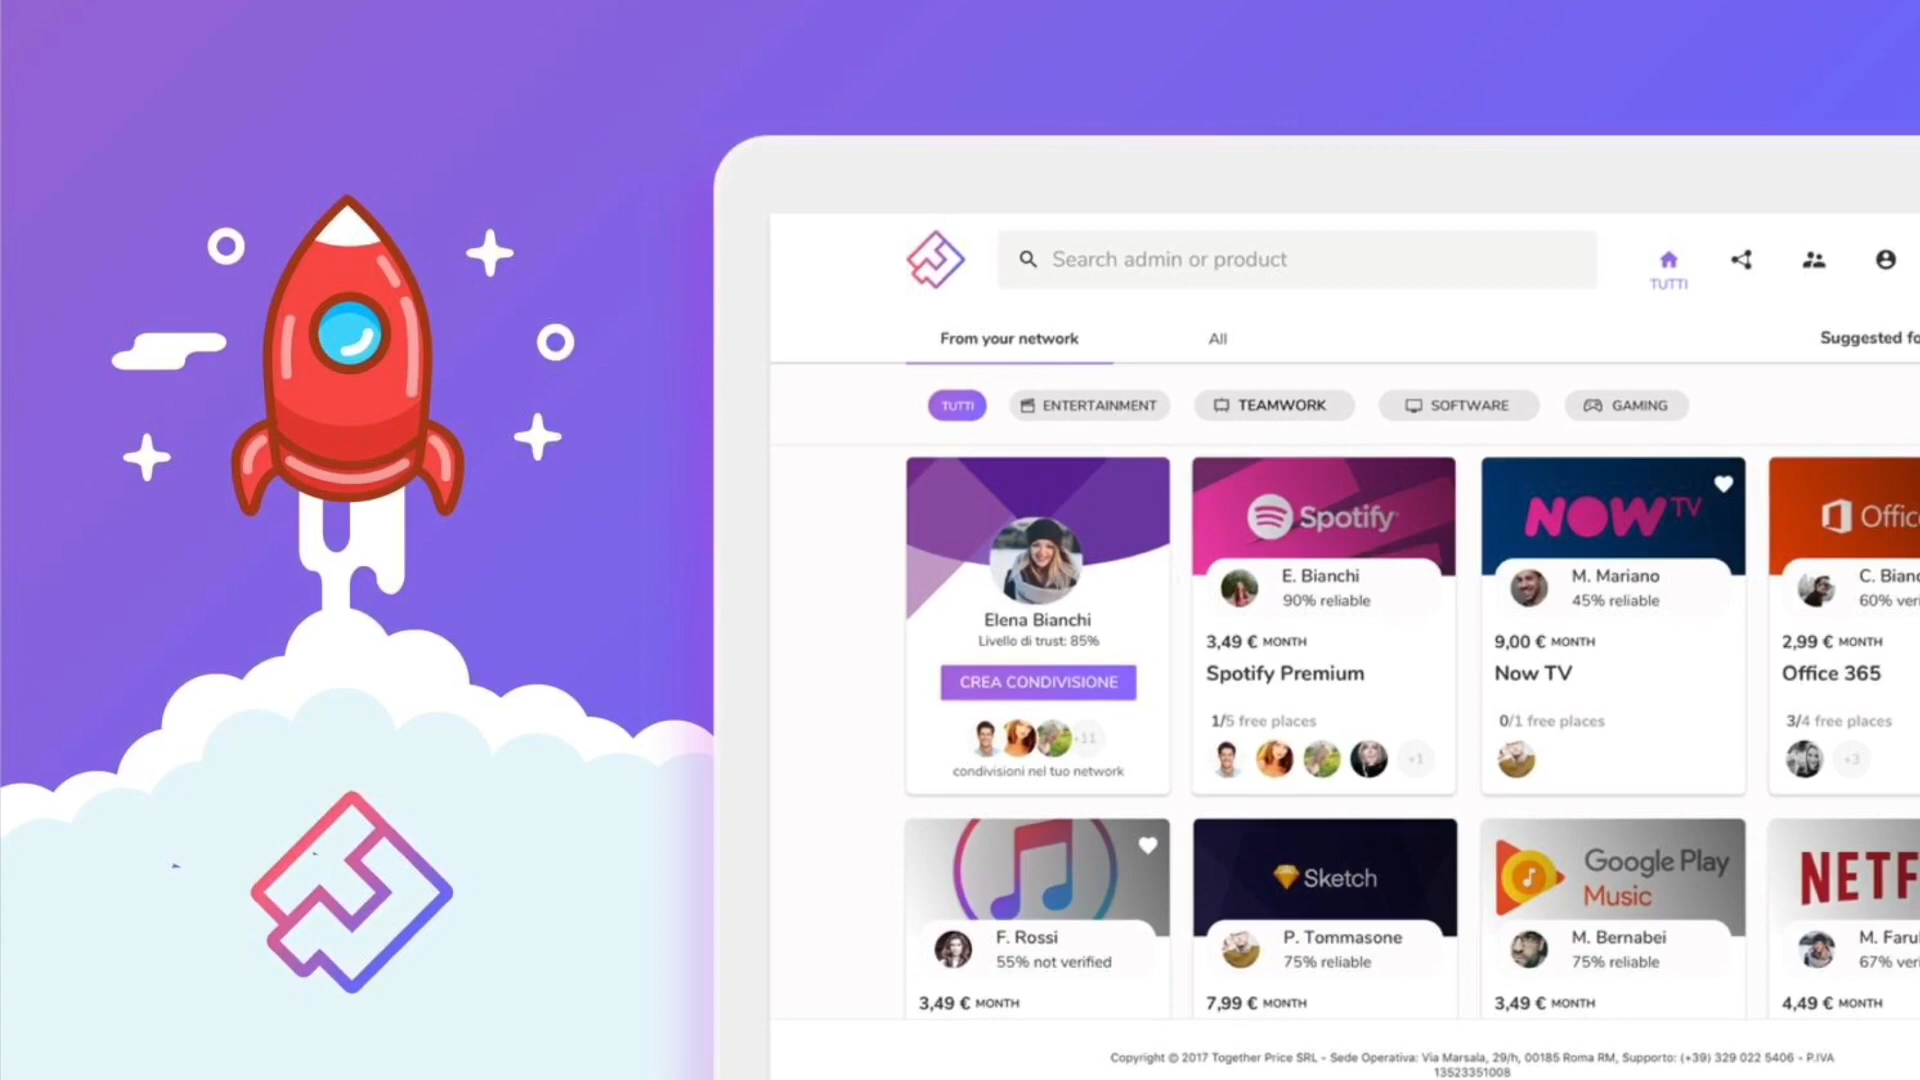 Search admin or product
TUTTI
From your network
All
Suggested
TUTTI
ENTERTAINMENT
TEAMWORK
SOFTWARE
GAMING
Elena Bianchi
Livello di trust: 85%
CREA CONDIVISIONE
+11
condivisioni nel tuo network
Spotify
E. Bianchi
90% reliable
3,49 € MONTH
Spotify Premium
1/5 free places
+1
NOW TV
M. Mariano
45% reliable
9,00 € MONTH
Now TV
0/1 free places
Offic
C. Bianc
60% veri
2,99 € MONTH
Office 365
3/4 free places
+3
F. Rossi
55% not verified
3,49 € MONTH
Sketch
P. Tommasone
75% reliable
7,99 € MONTH
Google Play
Music
M. Bernabei
75% reliable
3,49 € MONTH
NETF
M. Faru
67% veri
4,49 € MONTH
Copyright © 2017 Together Price SRL - Sede Operativa: Via Marsala, 29/h, 00185 Roma RM, Supporto: (+39) 329 022 5406 - P.IVA
13523351008